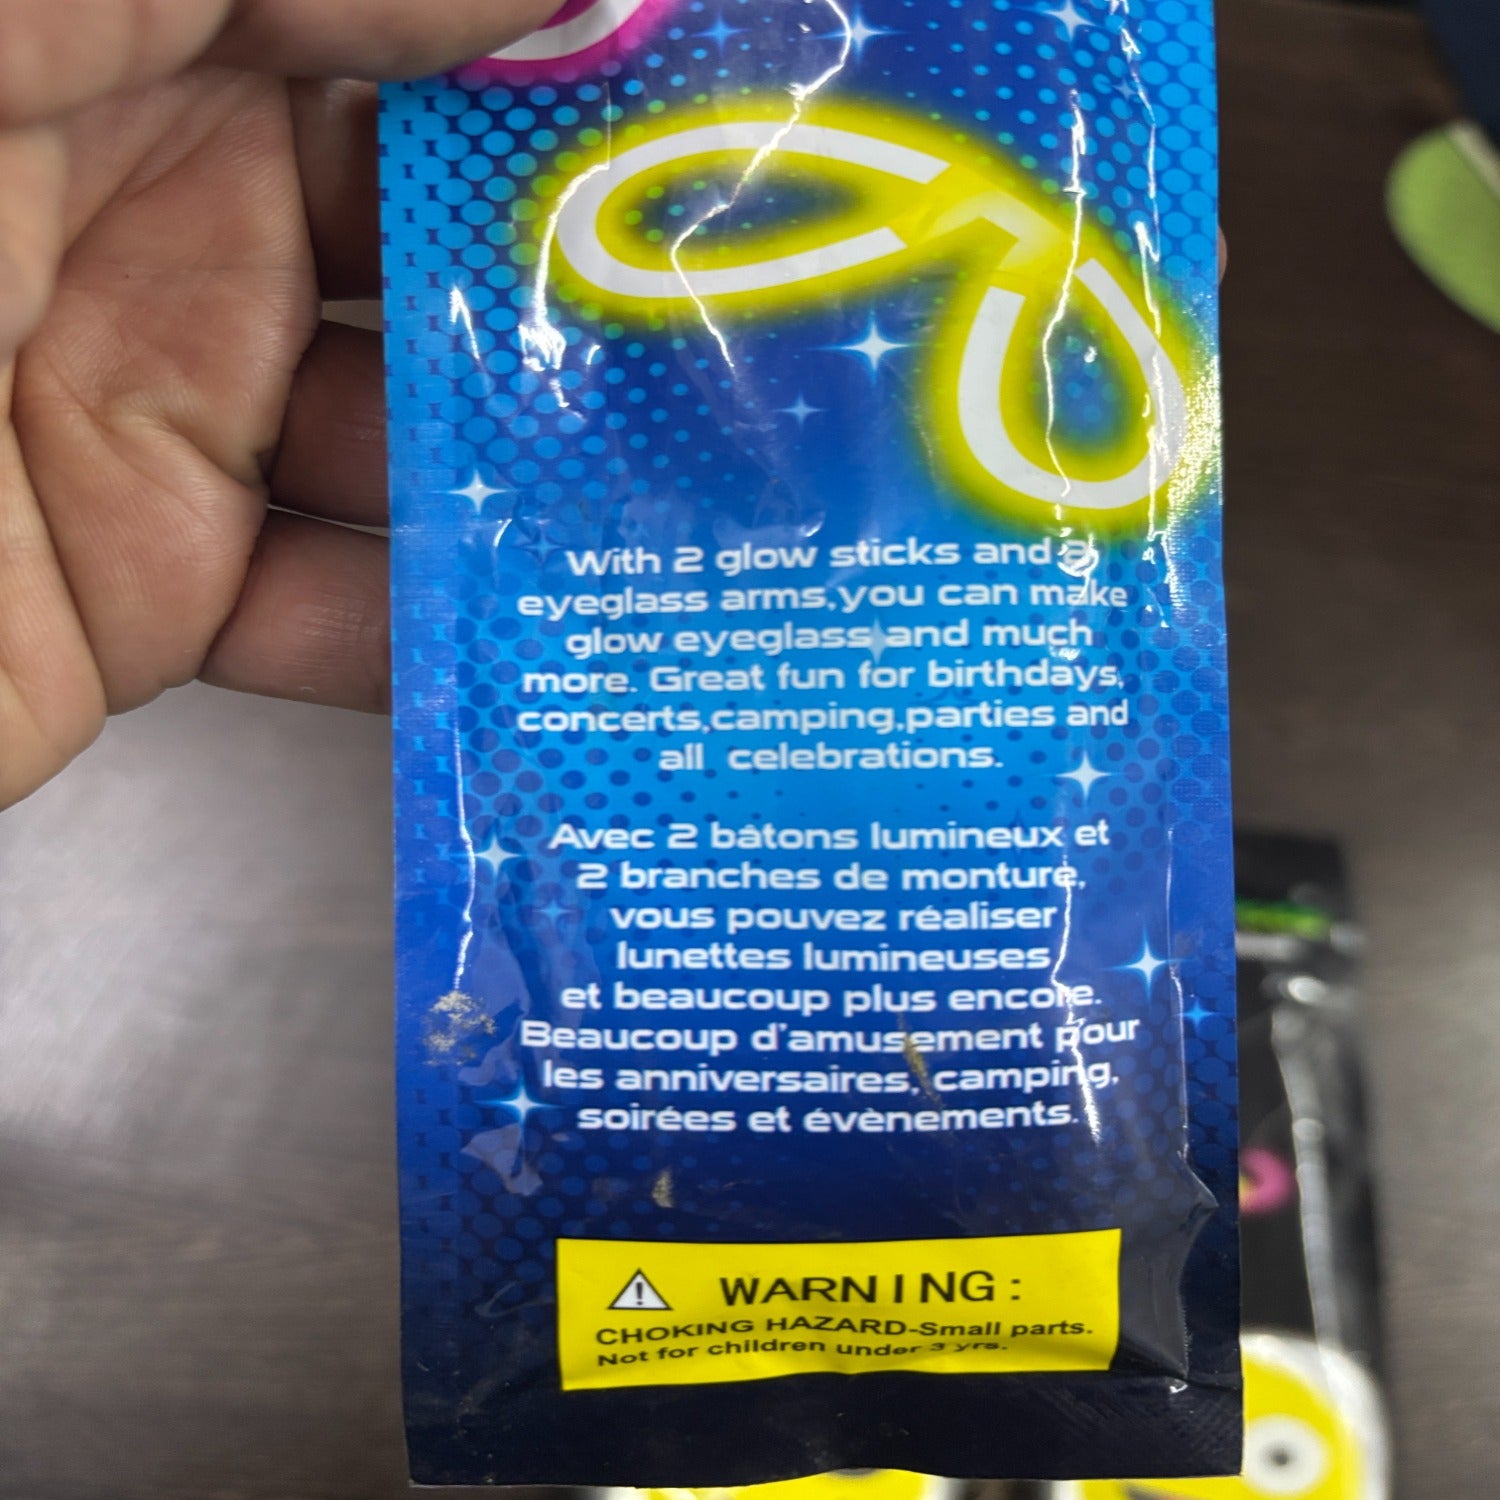 With 2 glow sticks and 2
eyeglass arms,you can make
glow eyeglass and much
more. Great fun for birthdays,
concerts,camping,parties and
all celebrations.
Avec 2 bâtons lumineux et
2 branches de monture,
vous pouvez réaliser
lunettes lumineuses
et beaucoup plus encore.
Beaucoup d'amusement pour
les anniversaires, camping,
soirées et évènements.
WARNING:
CHOKING HAZARD-Small parts.
Not for children under 3 yrs.